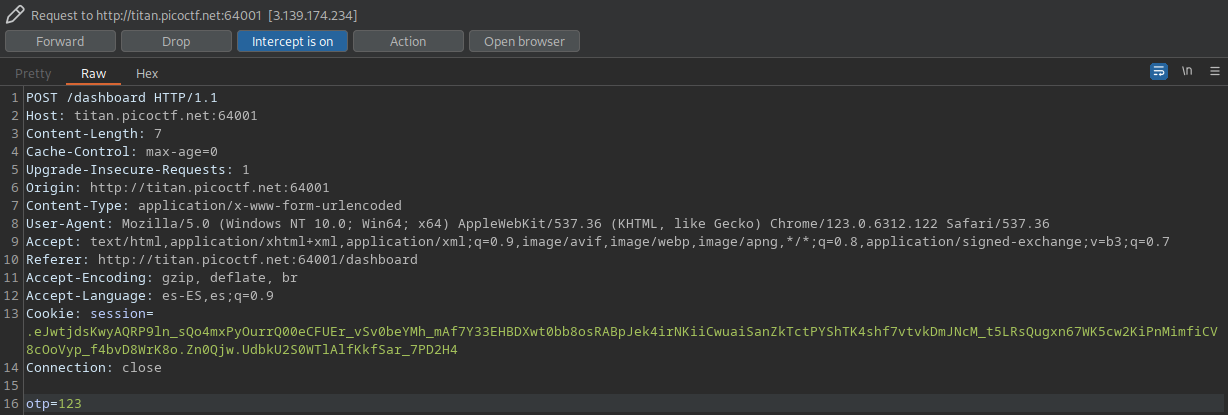 Request to http://titan.picoctf.net:64001 [3.139.174.234]
Forward Drop Intercept is on Action Open browser
Pretty Raw Hex \n
1 POST /dashboard HTTP/1.1
2 Host: titan.picoctf.net:64001
3 Content-Length: 7
4 Cache-Control: max-age=0
5 Upgrade-Insecure-Requests: 1
6 Origin: http://titan.picoctf.net:64001
7 Content-Type: application/x-www-form-urlencoded
8 User-Agent: Mozilla/5.0 (Windows NT 10.0; Win64; x64) AppleWebKit/537.36 (KHTML, like Gecko) Chrome/123.0.6312.122 Safari/537.36
9 Accept: text/html,application/xhtml+xml,application/xml;q=0.9,image/avif,image/webp,image/apng,*/*;q=0.8,application/signed-exchange;v=b3;q=0.7
10 Referer: http://titan.picoctf.net:64001/dashboard
11 Accept-Encoding: gzip, deflate, br
12 Accept-Language: es-ES,es;q=0.9
13 Cookie: session=
.eJwtjdsKwyAQRP9ln_sQo4mxPyOurrQ00eCFUEr_vSv0beYMh_mAf7Y33EHBDXwt0bb8osRABpJek4irNKiiCwuaiSanZkTctPYShTK4shf7vtvkDmJNcM_t5LRsQugxn67WK5cw2KiPnMimfiCV
8cOoVyp_f4bvD8WrK8o.Zn0Qjw.UdbkU2S0WTlAlfKkfSar_7PD2H4
14 Connection: close
15
16 otp=123